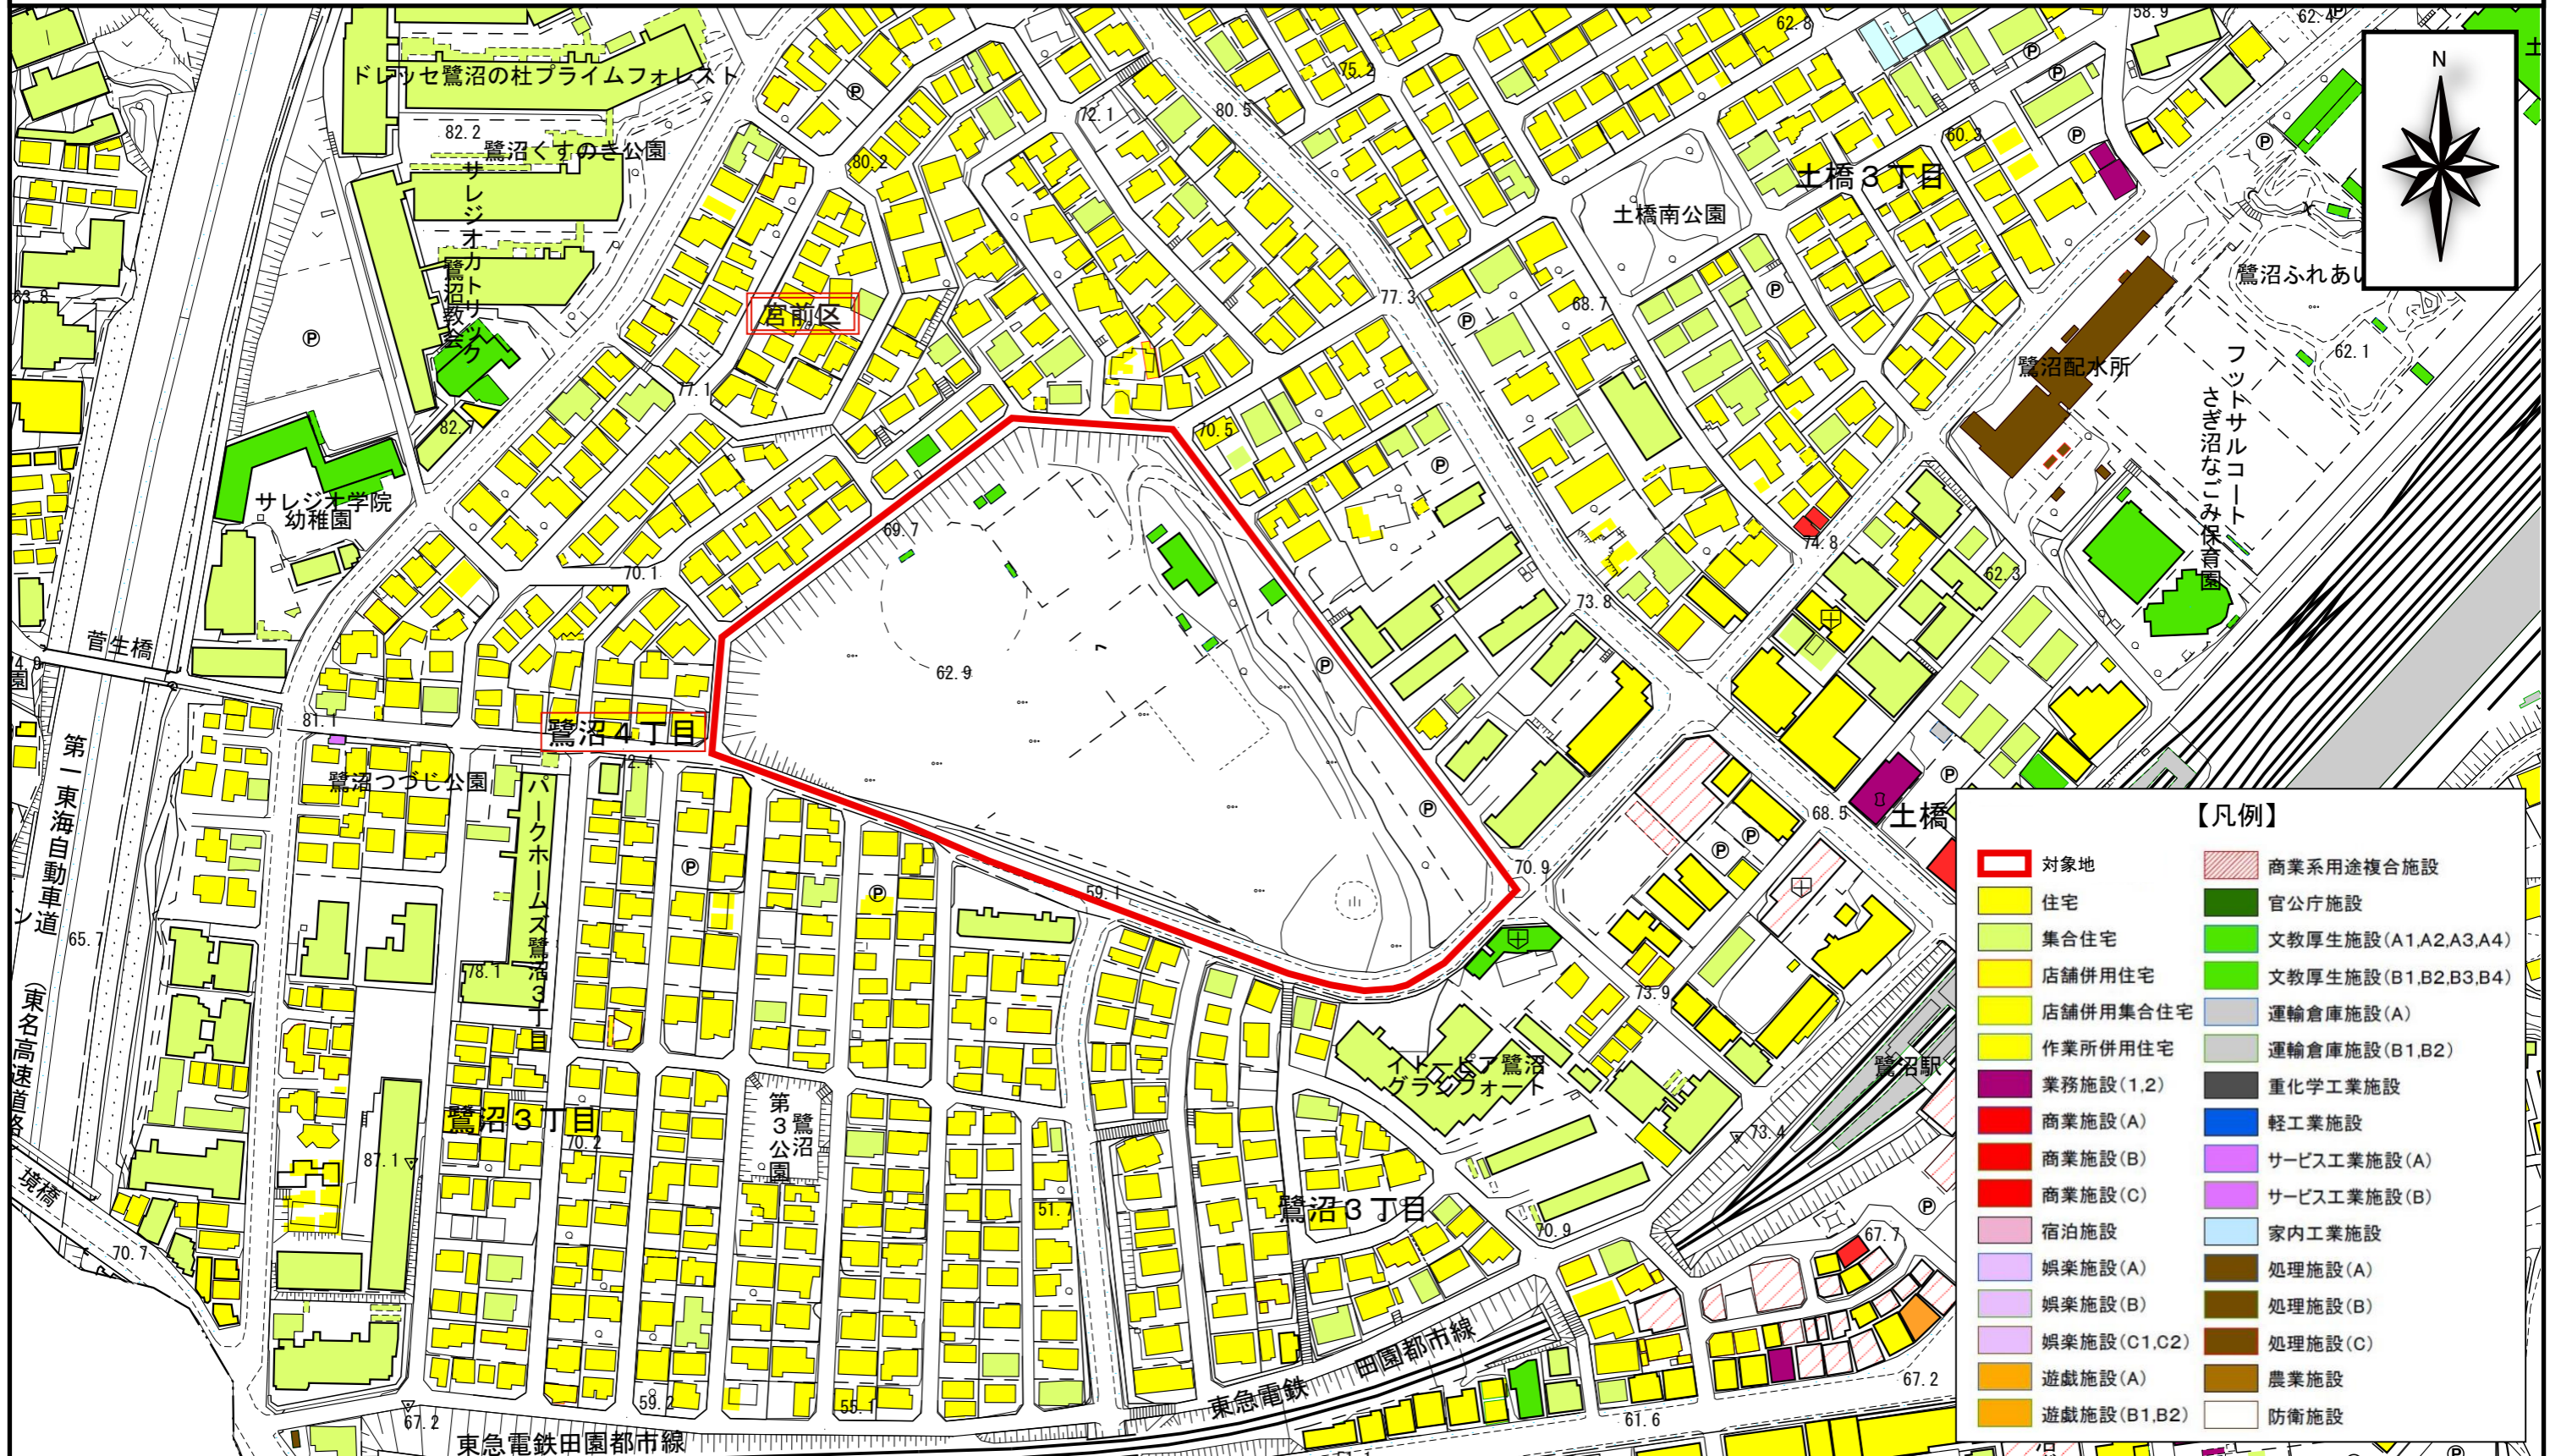 ドレッセ鷺沼の杜プライムフォレスト
82.2
鷺沼くすのき公園
サレジオカトリック
鷺沼教会
63.8
Ⓟ
82.7
サレジオ学院
幼稚園
菅生橋
園
第一東海自動車道
(東名高速道路
65.7
境橋
70.7
81.1
鷺沼つづじ公園
パークホームズ鷺沼3丁目
78.1
87.1
鷺沼3丁目
70.2
67.2
東急電鉄田園都市線
59.2
55.1
Ⓟ
80.2
宮前区
77.1
72.1
80.5
75.2
62.8
58.9
62.4
70.1
69.7
70.5
77.3
鷺沼4丁目
72.4
62.9
59.1
Ⓟ
Ⓟ
第3公園
鷺沼
51.7
土橋3丁目
60.3
土橋南公園
68.7
Ⓟ
Ⓟ
Ⓟ
Ⓟ
Ⓟ
Ⓟ
Ⓟ
74.8
73.8
62.3
鷺沼配水所
フットサルコート
さぎ沼なごみ保育園
鷺沼ふれあい
62.1
土
Ⓟ
Ⓟ
Ⓟ
Ⓟ
Ⓟ
68.5
土橋
70.9
73.9
イトーピア鷺沼
グランフォート
鷺沼駅
73.4
鷺沼3丁目
70.9
67.7
Ⓟ
67.2
61.6
東急電鉄
田園都市線
N
【凡例】
対象地
住宅
集合住宅
店舗併用住宅
店舗併用集合住宅
作業所併用住宅
業務施設(1,2)
商業施設(A)
商業施設(B)
商業施設(C)
宿泊施設
娯楽施設(A)
娯楽施設(B)
娯楽施設(C1,C2)
遊戯施設(A)
遊戯施設(B1,B2)
商業系用途複合施設
官公庁施設
文教厚生施設(A1,A2,A3,A4)
文教厚生施設(B1,B2,B3,B4)
運輸倉庫施設(A)
運輸倉庫施設(B1,B2)
重化学工業施設
軽工業施設
サービス工業施設(A)
サービス工業施設(B)
家内工業施設
処理施設(A)
処理施設(B)
処理施設(C)
農業施設
防衛施設